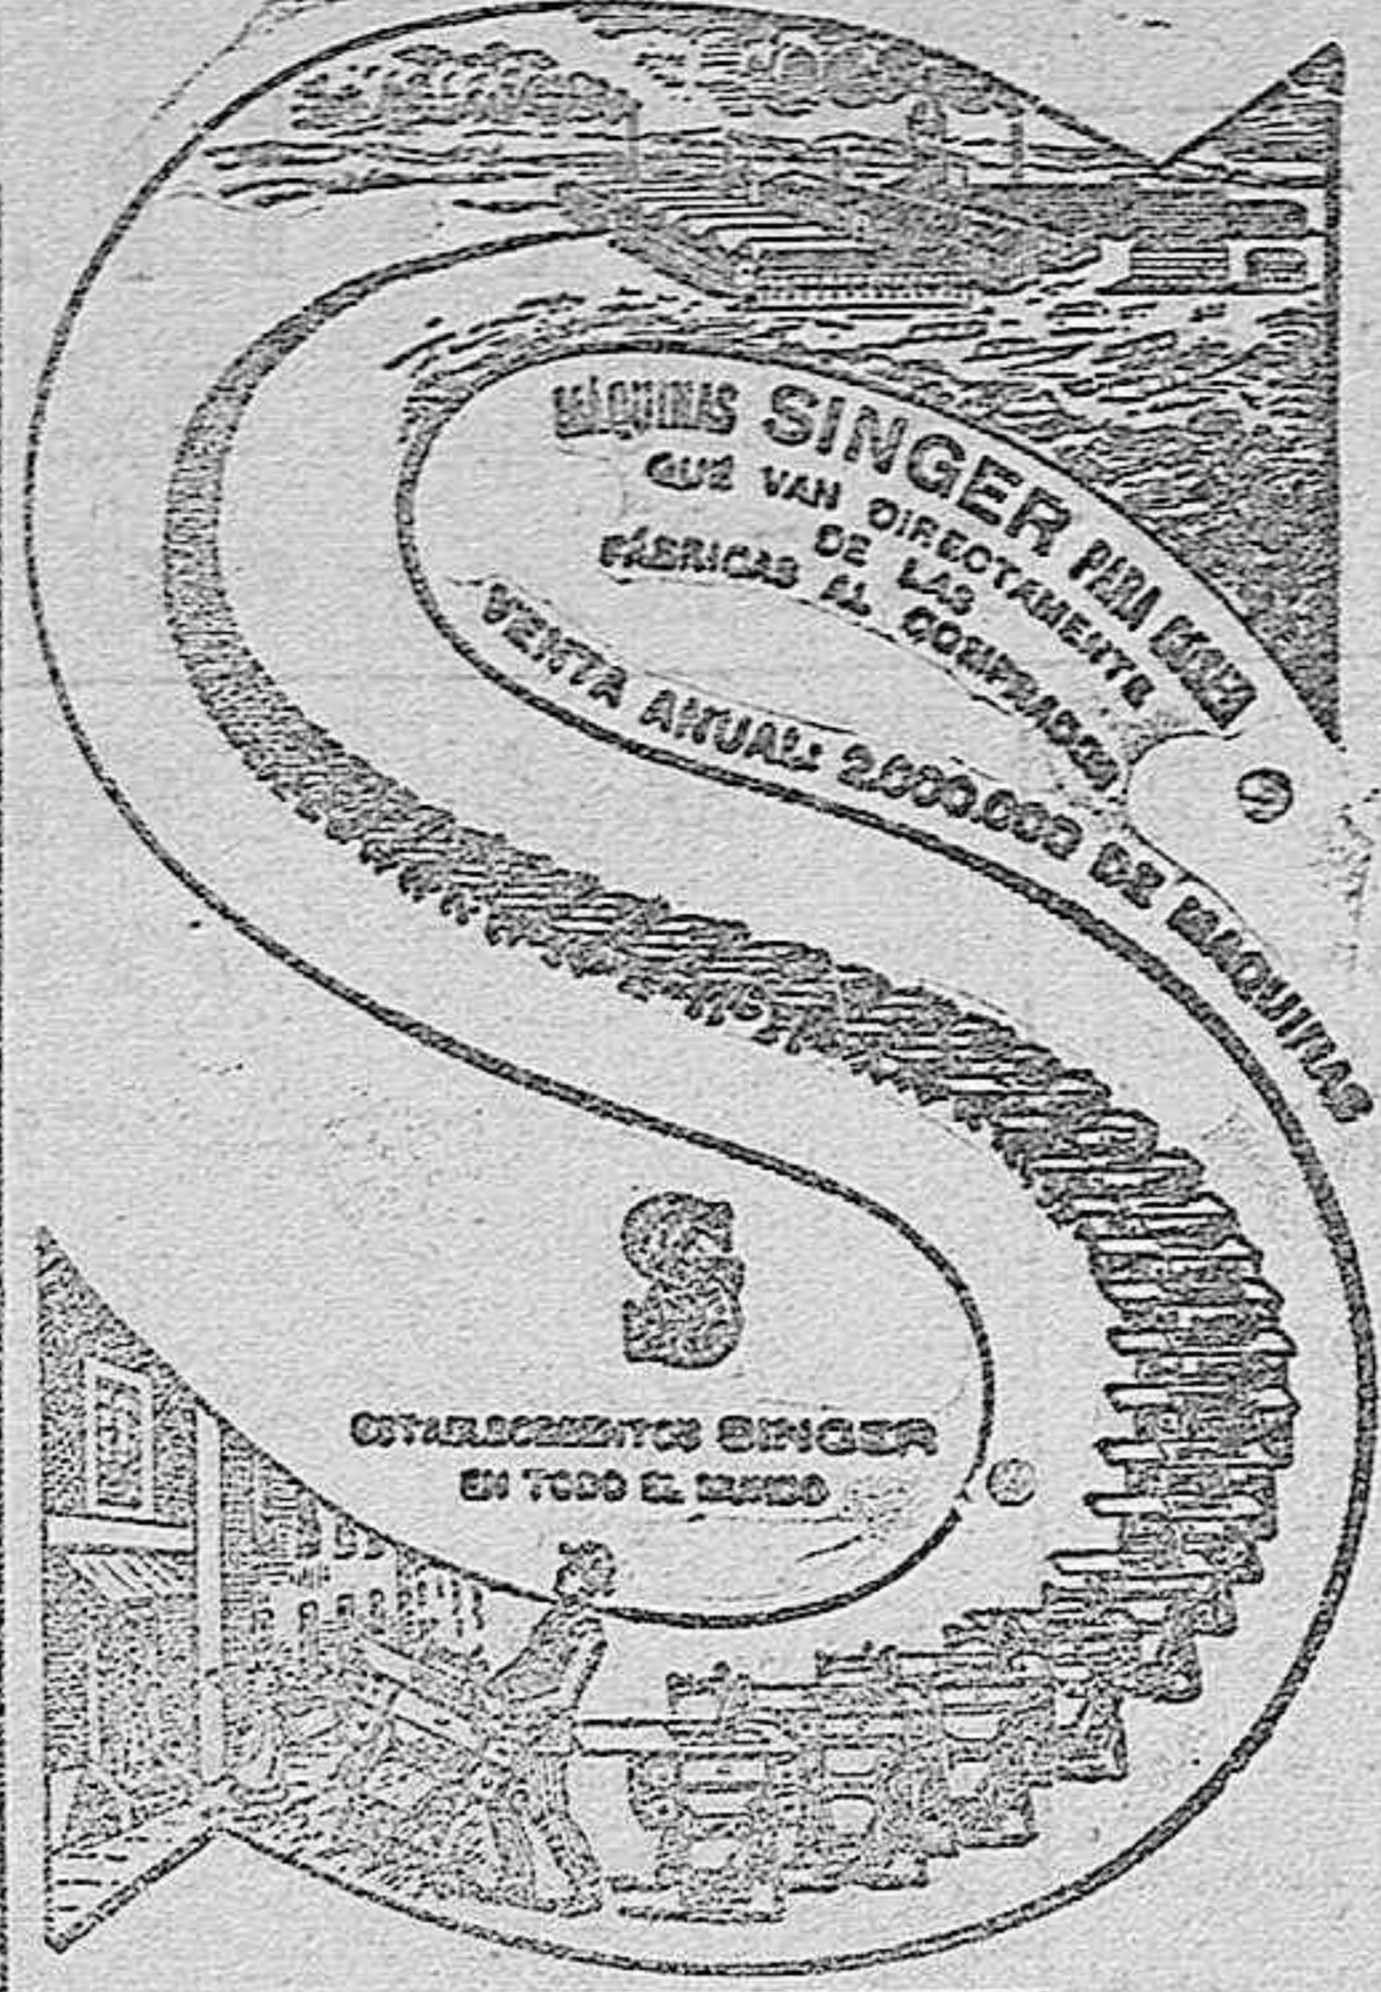 MÁQUINAS SINGER PARA COSER
QUE VAN DIRECTAMENTE
DE LAS
FÁBRICAS AL COMPRADOR
VENTA ANUAL: 2.000.000 DE MAQUINAS
S
ESTABLECIMIENTOS SINGER
EN TODO EL MUNDO